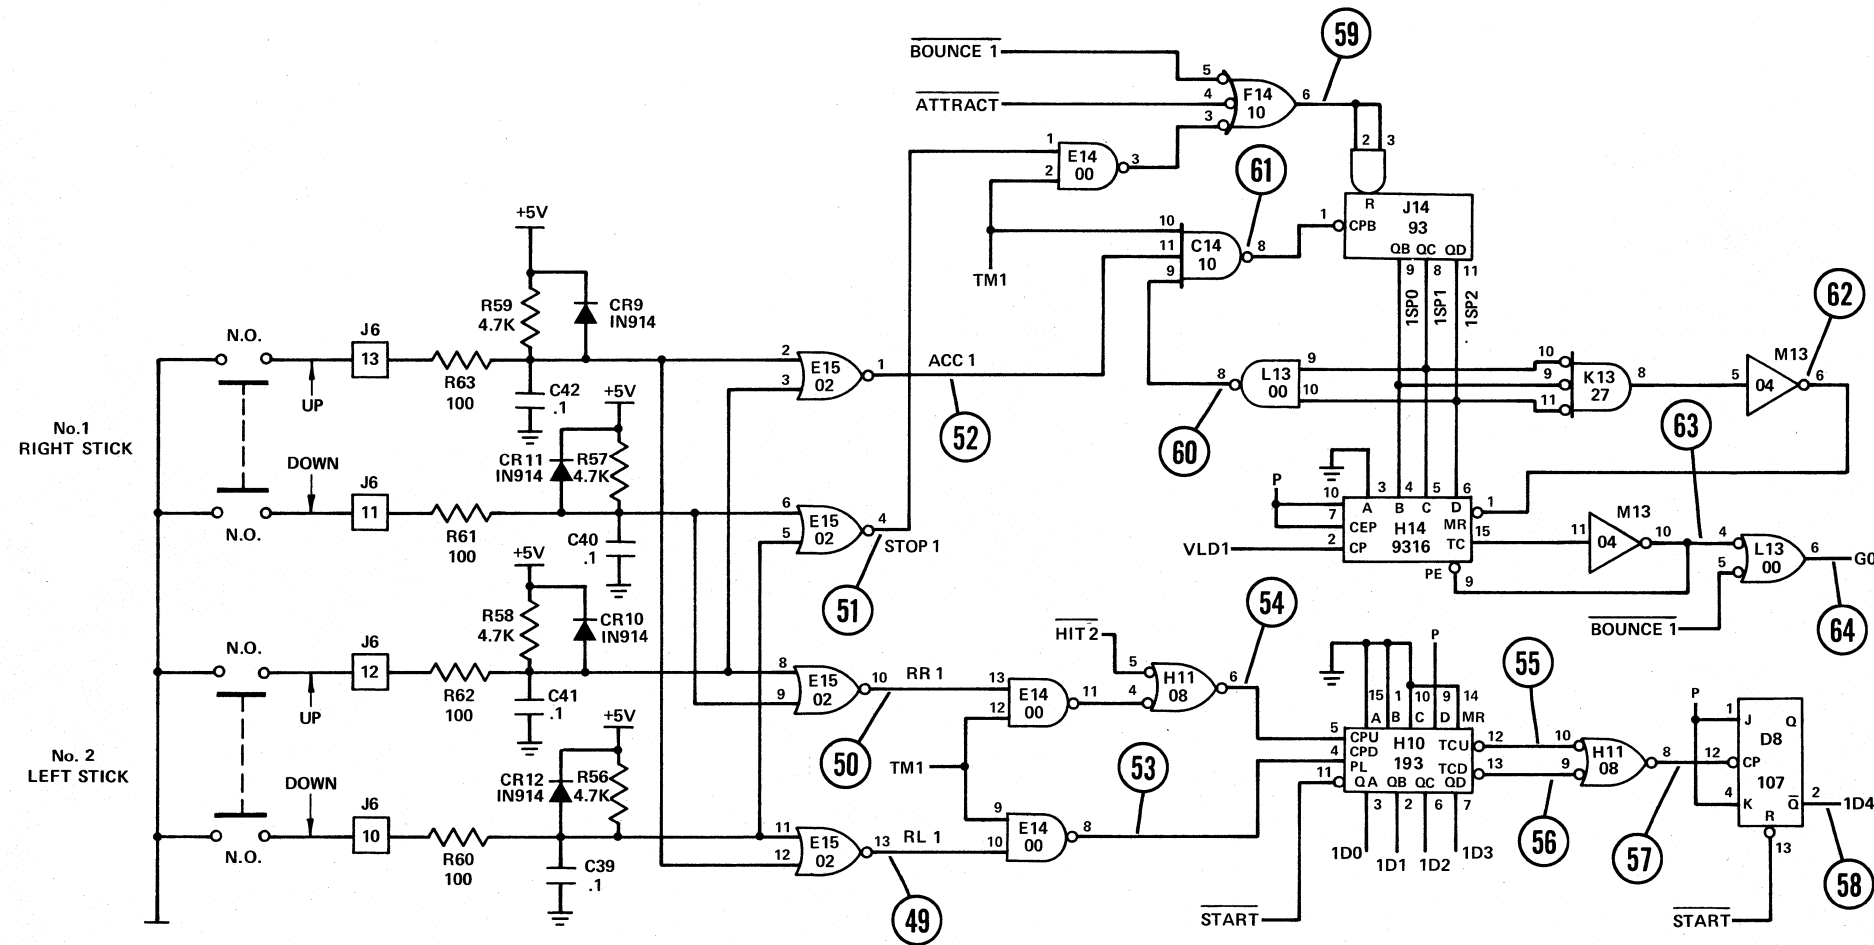 BOUNCE 1
ATTRACT
5
4
3
F14
10
6
59
2
3
1
2
E14
00
3
61
R
J14
93
1
CPB
QB QC QD
9
8
11
1SP0
1SP1
1SP2
10
11
9
C14
10
8
TM1
+5V
R59
4.7K
CR9
IN914
N.O.
J6
13
UP
R63
100
C42
.1
2
3
E15
02
1
ACC 1
52
No.1
RIGHT STICK
DOWN
J6
11
N.O.
R61
100
+5V
CR11
IN914
R57
4.7K
C40
.1
6
5
E15
02
4
STOP 1
51
8
L13
00
9
10
60
10
9
11
K13
27
8
5
M13
04
6
62
P
10
7
2
3
4
5
6
1
A
B
C
D
MR
CEP
CP
H14
9316
TC
15
PE
9
VLD1
11
M13
04
10
63
4
5
L13
00
6
G0
BOUNCE 1
64
+5V
R58
4.7K
CR10
IN914
N.O.
J6
12
UP
R62
100
C41
.1
8
9
E15
02
10
RR 1
50
No. 2
LEFT STICK
DOWN
J6
10
N.O.
R60
100
+5V
CR12
IN914
R56
4.7K
C39
.1
11
12
E15
02
13
RL 1
49
TM1
13
12
E14
00
11
9
10
E14
00
8
53
HIT 2
5
4
H11
08
6
54
P
15
1
10
9
14
A
B
C
D
MR
5
4
11
CPU
CPD
PL
H10
193
TCU
TCD
QA QB QC QD
12
13
3
2
6
7
1D0
1D1
1D2
1D3
START
55
56
10
9
H11
08
8
57
P
1
12
4
J
Q
D8
CP
107
K
Q
R
2
1D4
13
58
START